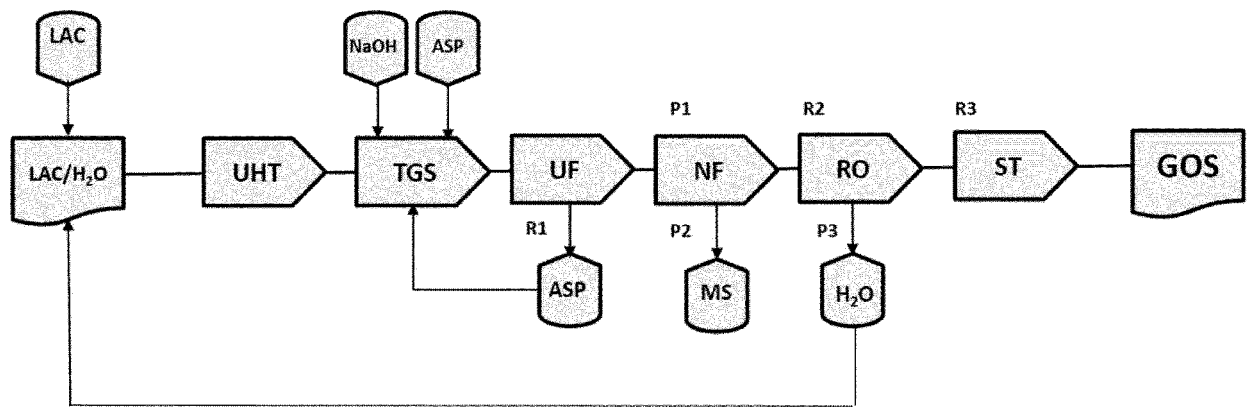 LAC
NaOH
ASP
P1
R2
R3
LAC/H₂O
UHT
TGS
UF
NF
RO
ST
GOS
R1
P2
P3
ASP
MS
H₂O